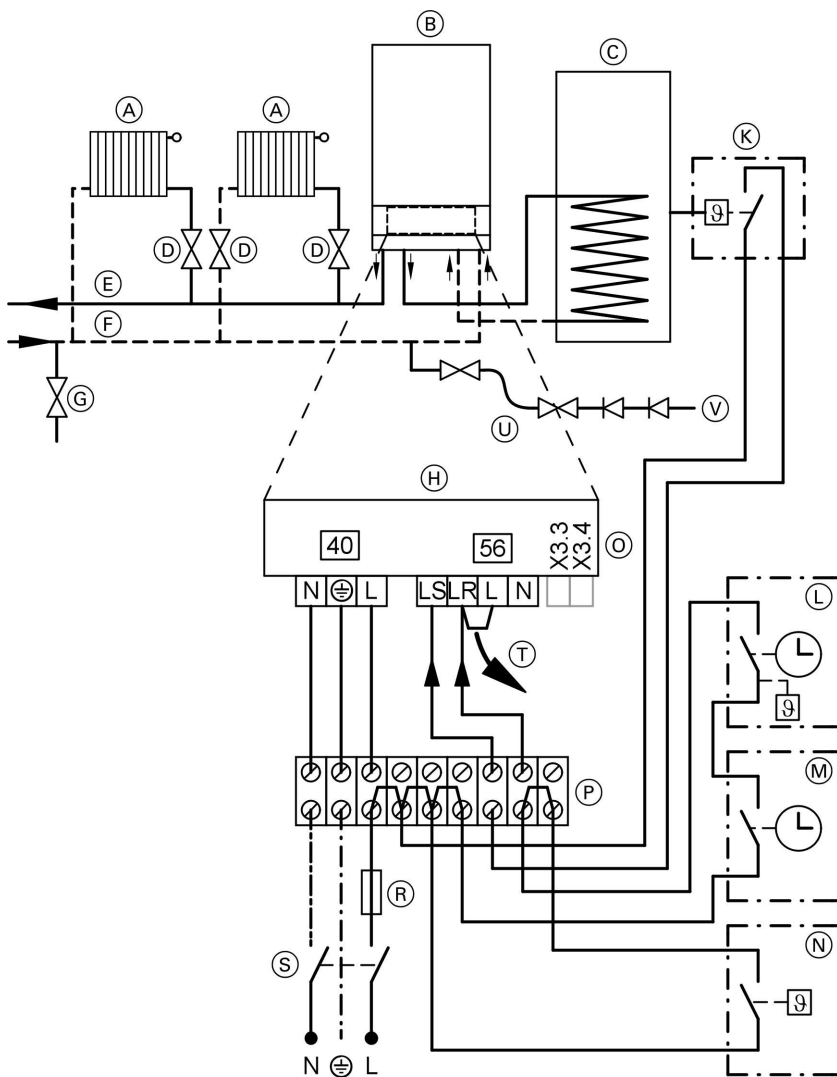 B
C
A A
K
ϑ
D D D
E
F
G
U V
H
40 56 X3.3 X3.4 O
N ⏚ L LS LR L N
L
T
ϑ
M
P
R
N
S
ϑ
N ⏚ L